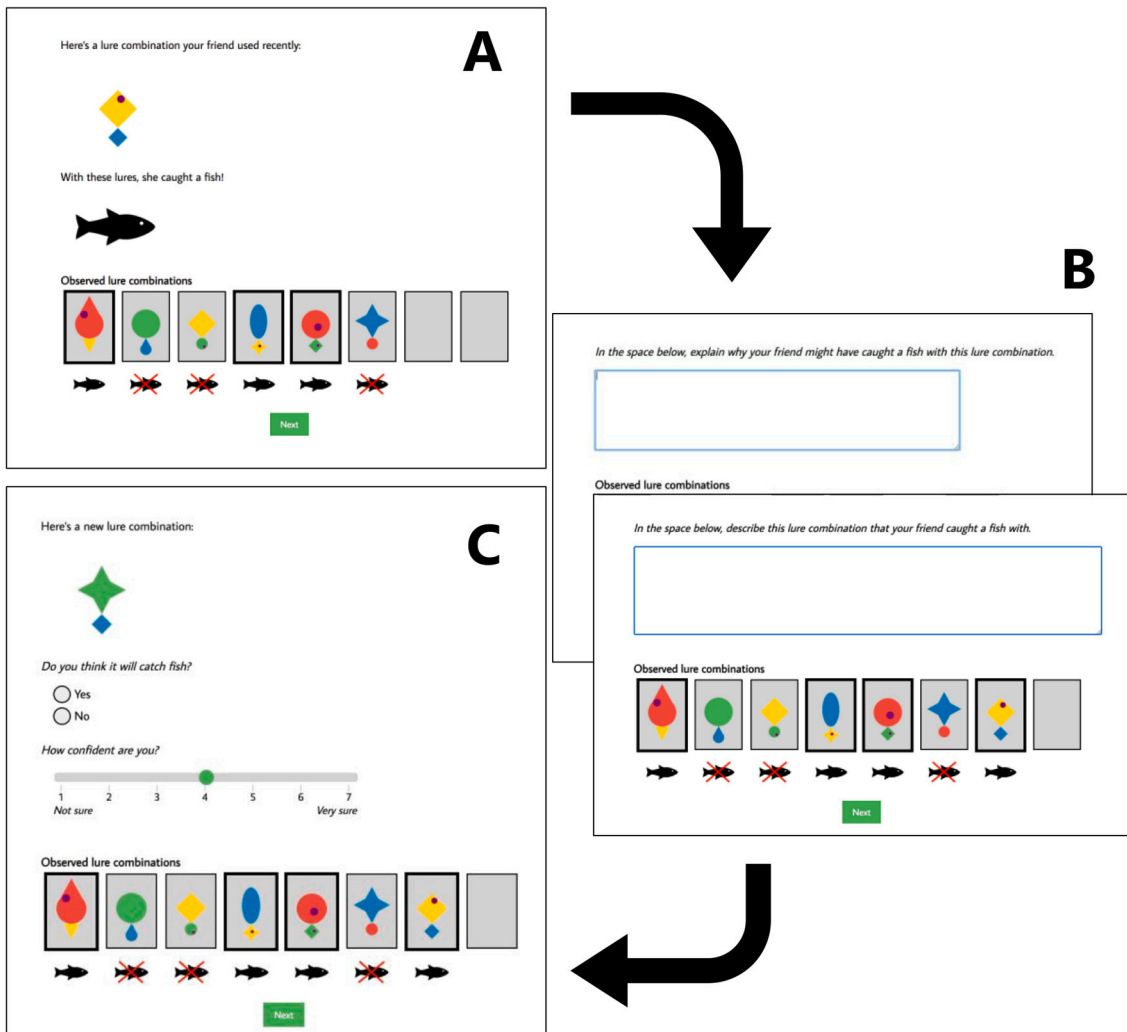 A
Here's a lure combination your friend used recently:
With these lures, she caught a fish!
Observed lure combinations
Next
B
In the space below, explain why your friend might have caught a fish with this lure combination.
Observed lure combinations
In the space below, describe this lure combination that your friend caught a fish with.
Observed lure combinations
Next
C
Here's a new lure combination:
Do you think it will catch fish?
Yes
No
How confident are you?
1 2 3 4 5 6 7
Not sure Very sure
Observed lure combinations
Next